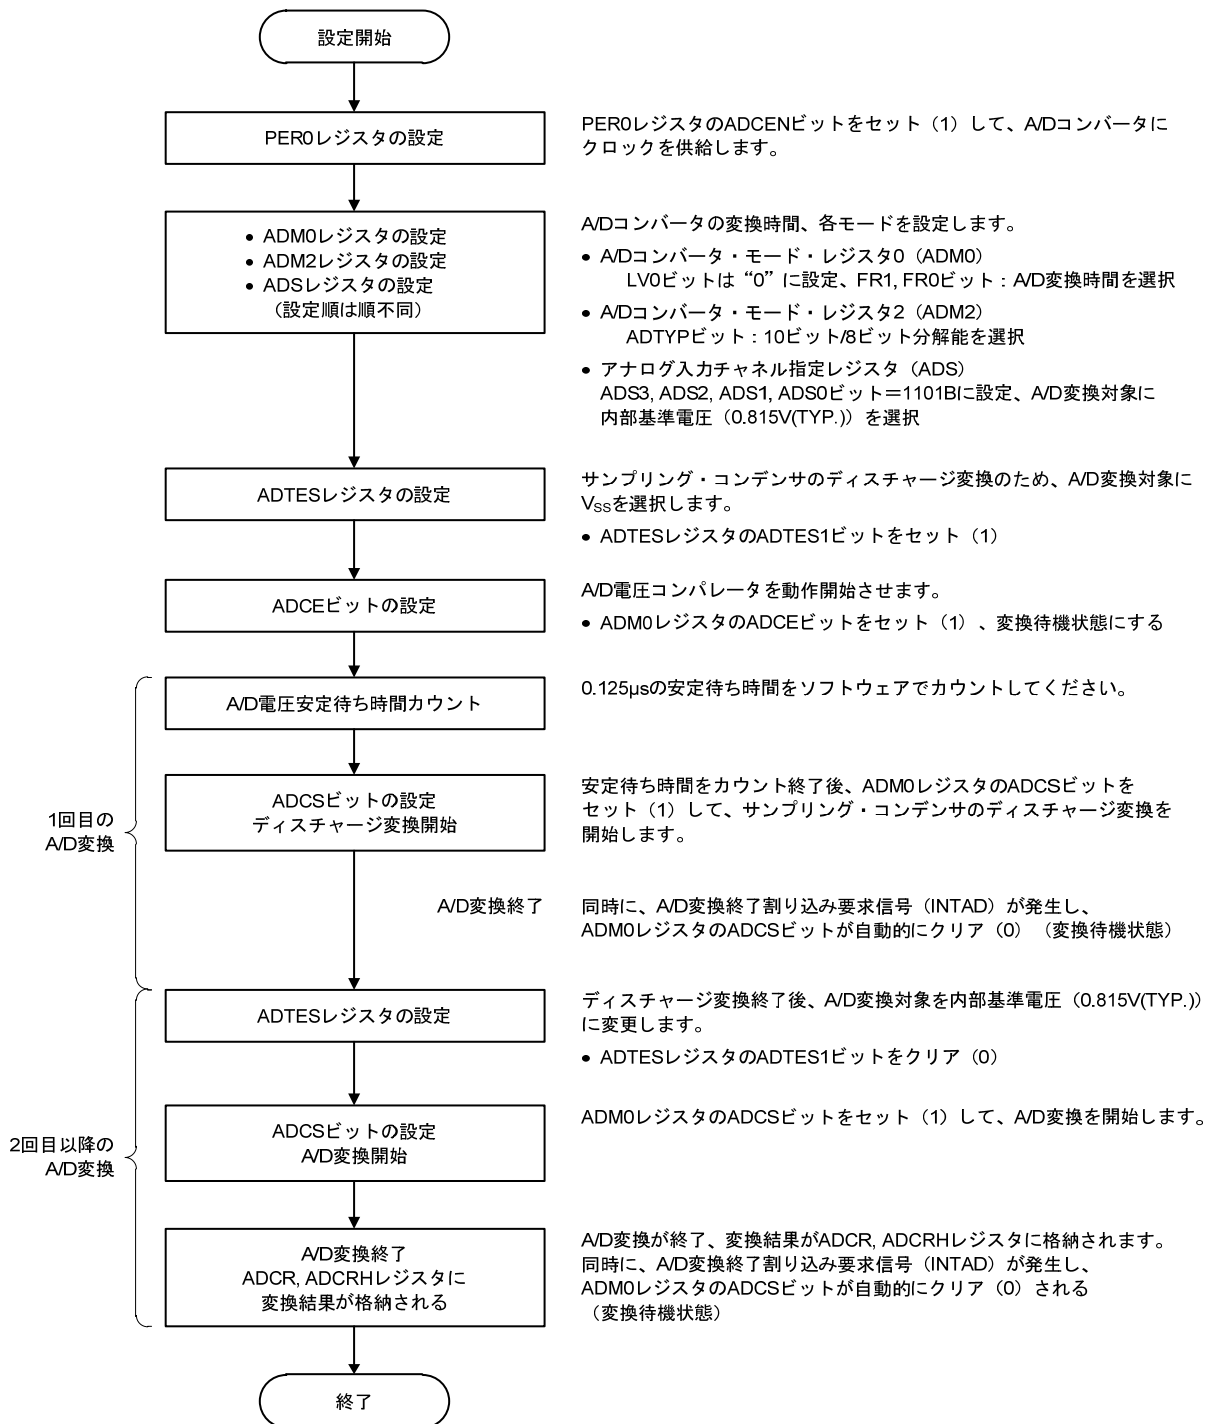 設定開始
PER0レジスタの設定
PER0レジスタのADCENビットをセット（1）して、A/Dコンバータに
クロックを供給します。
• ADM0レジスタの設定
• ADM2レジスタの設定
• ADSレジスタの設定
（設定順は順不同）
A/Dコンバータの変換時間、各モードを設定します。
• A/Dコンバータ・モード・レジスタ0（ADM0）
LV0ビットは“0”に設定、FR1, FR0ビット：A/D変換時間を選択
• A/Dコンバータ・モード・レジスタ2（ADM2）
ADTYPビット：10ビット/8ビット分解能を選択
• アナログ入力チャネル指定レジスタ（ADS）
ADS3, ADS2, ADS1, ADS0ビット＝1101Bに設定、A/D変換対象に
内部基準電圧（0.815V(TYP.)）を選択
ADTESレジスタの設定
サンプリング・コンデンサのディスチャージ変換のため、A/D変換対象に
VSSを選択します。
• ADTESレジスタのADTES1ビットをセット（1）
ADCEビットの設定
A/D電圧コンパレータを動作開始させます。
• ADM0レジスタのADCEビットをセット（1）、変換待機状態にする
1回目の
A/D変換
A/D電圧安定待ち時間カウント
0.125μsの安定待ち時間をソフトウェアでカウントしてください。
ADCSビットの設定
ディスチャージ変換開始
安定待ち時間をカウント終了後、ADM0レジスタのADCSビットを
セット（1）して、サンプリング・コンデンサのディスチャージ変換を
開始します。
A/D変換終了
同時に、A/D変換終了割り込み要求信号（INTAD）が発生し、
ADM0レジスタのADCSビットが自動的にクリア（0）（変換待機状態）
2回目以降の
A/D変換
ADTESレジスタの設定
ディスチャージ変換終了後、A/D変換対象を内部基準電圧（0.815V(TYP.)）
に変更します。
• ADTESレジスタのADTES1ビットをクリア（0）
ADCSビットの設定
A/D変換開始
ADM0レジスタのADCSビットをセット（1）して、A/D変換を開始します。
A/D変換終了
ADCR, ADCRHレジスタに
変換結果が格納される
A/D変換が終了、変換結果がADCR, ADCRHレジスタに格納されます。
同時に、A/D変換終了割り込み要求信号（INTAD）が発生し、
ADM0レジスタのADCSビットが自動的にクリア（0）される
（変換待機状態）
終了